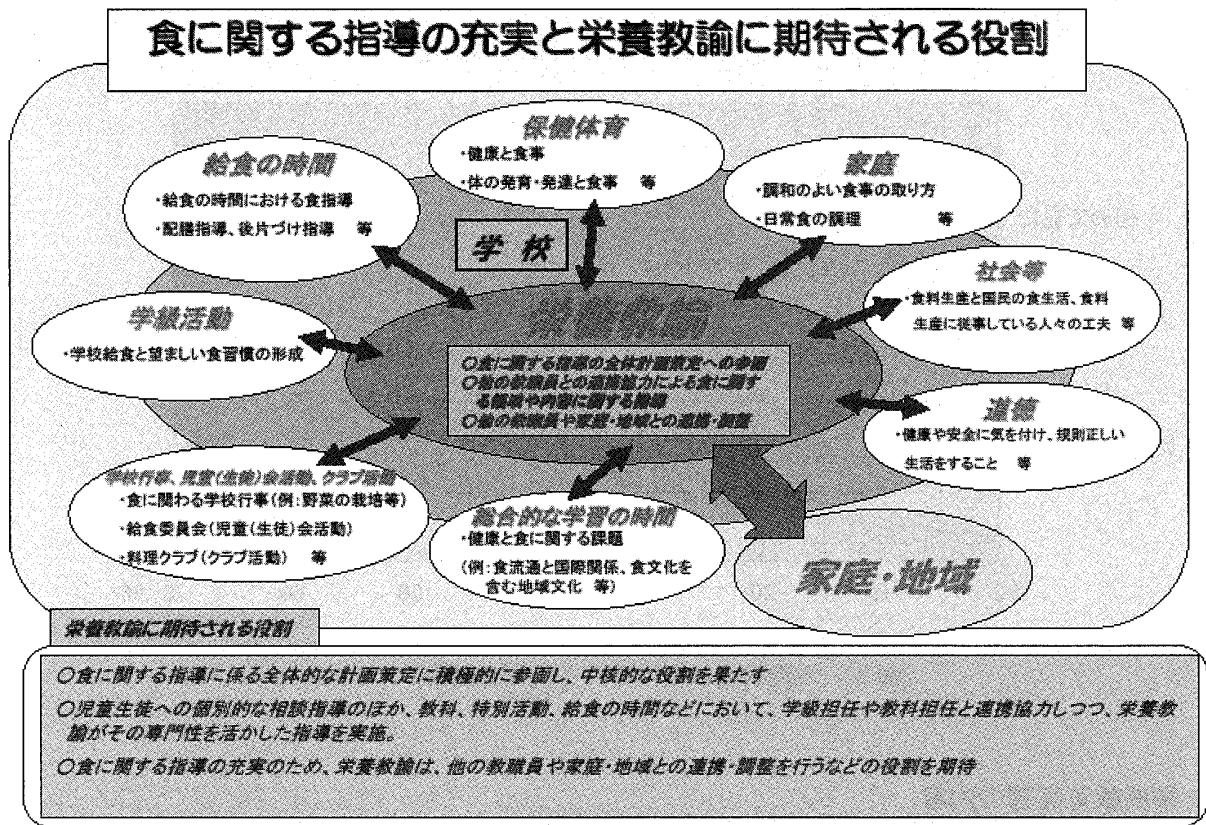 食に関する指導の充実と栄養教諭に期待される役割
保健体育
・健康と食事
・体の発育・発達と食事 等
給食の時間
・給食の時間における食指導
・配膳指導、後片づけ指導 等
家庭
・調和のよい食事の取り方
・日常食の調理 等
学校
社会等
・食料生産と国民の食生活、食料
生産に従事している人々の工夫 等
学級活動
・学校給食と望ましい食習慣の形成
栄養教諭
○食に関する指導の全体計画策定への参画
○他の教職員との連携協力による食に関す
る領域や内容に関する指導
○他の教職員や家庭・地域との連携・調整
道徳
・健康や安全に気を付け、規則正しい
生活をすること 等
学校行事、児童(生徒)会活動、クラブ活動
・食に関わる学校行事(例:野菜の栽培等)
・給食委員会(児童(生徒)会活動)
・料理クラブ(クラブ活動) 等
総合的な学習の時間
・健康と食に関する課題
(例:食流通と国際関係、食文化を
含む地域文化 等)
家庭・地域
栄養教諭に期待される役割
○食に関する指導に係る全体的な計画策定に積極的に参画し、中核的な役割を果たす
○児童生徒への個別的な相談指導のほか、教科、特別活動、給食の時間などにおいて、学級担任や教科担任と連携協力しつつ、栄養教
諭がその専門性を活かした指導を実施。
○食に関する指導の充実のため、栄養教諭は、他の教職員や家庭・地域との連携・調整を行うなどの役割を期待